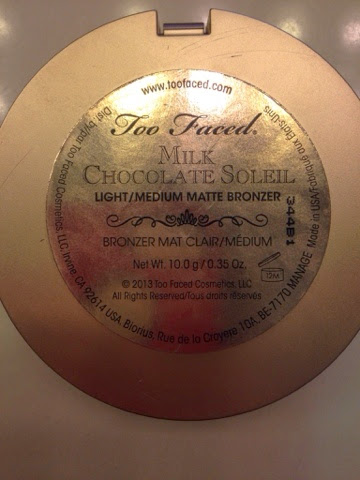 www.toofaced.com
Too Faced.
MILK
CHOCOLATE SOLEIL
LIGHT/MEDIUM MATTE BRONZER
BRONZER MAT CLAIR/MÉDIUM
Net Wt. 10.0 g / 0.35 Oz.
12M
© 2013 Too Faced Cosmetics, LLC
All Rights Reserved/Tous droits réservés
344B1
Dist. by/par Too Faced Cosmetics, LLC, Irvine, CA 92614 USA. Biorius, Rue de la Croyere 10A, BE-7170 MANAGE. Made in USA/Fabriqué aux États-Unis